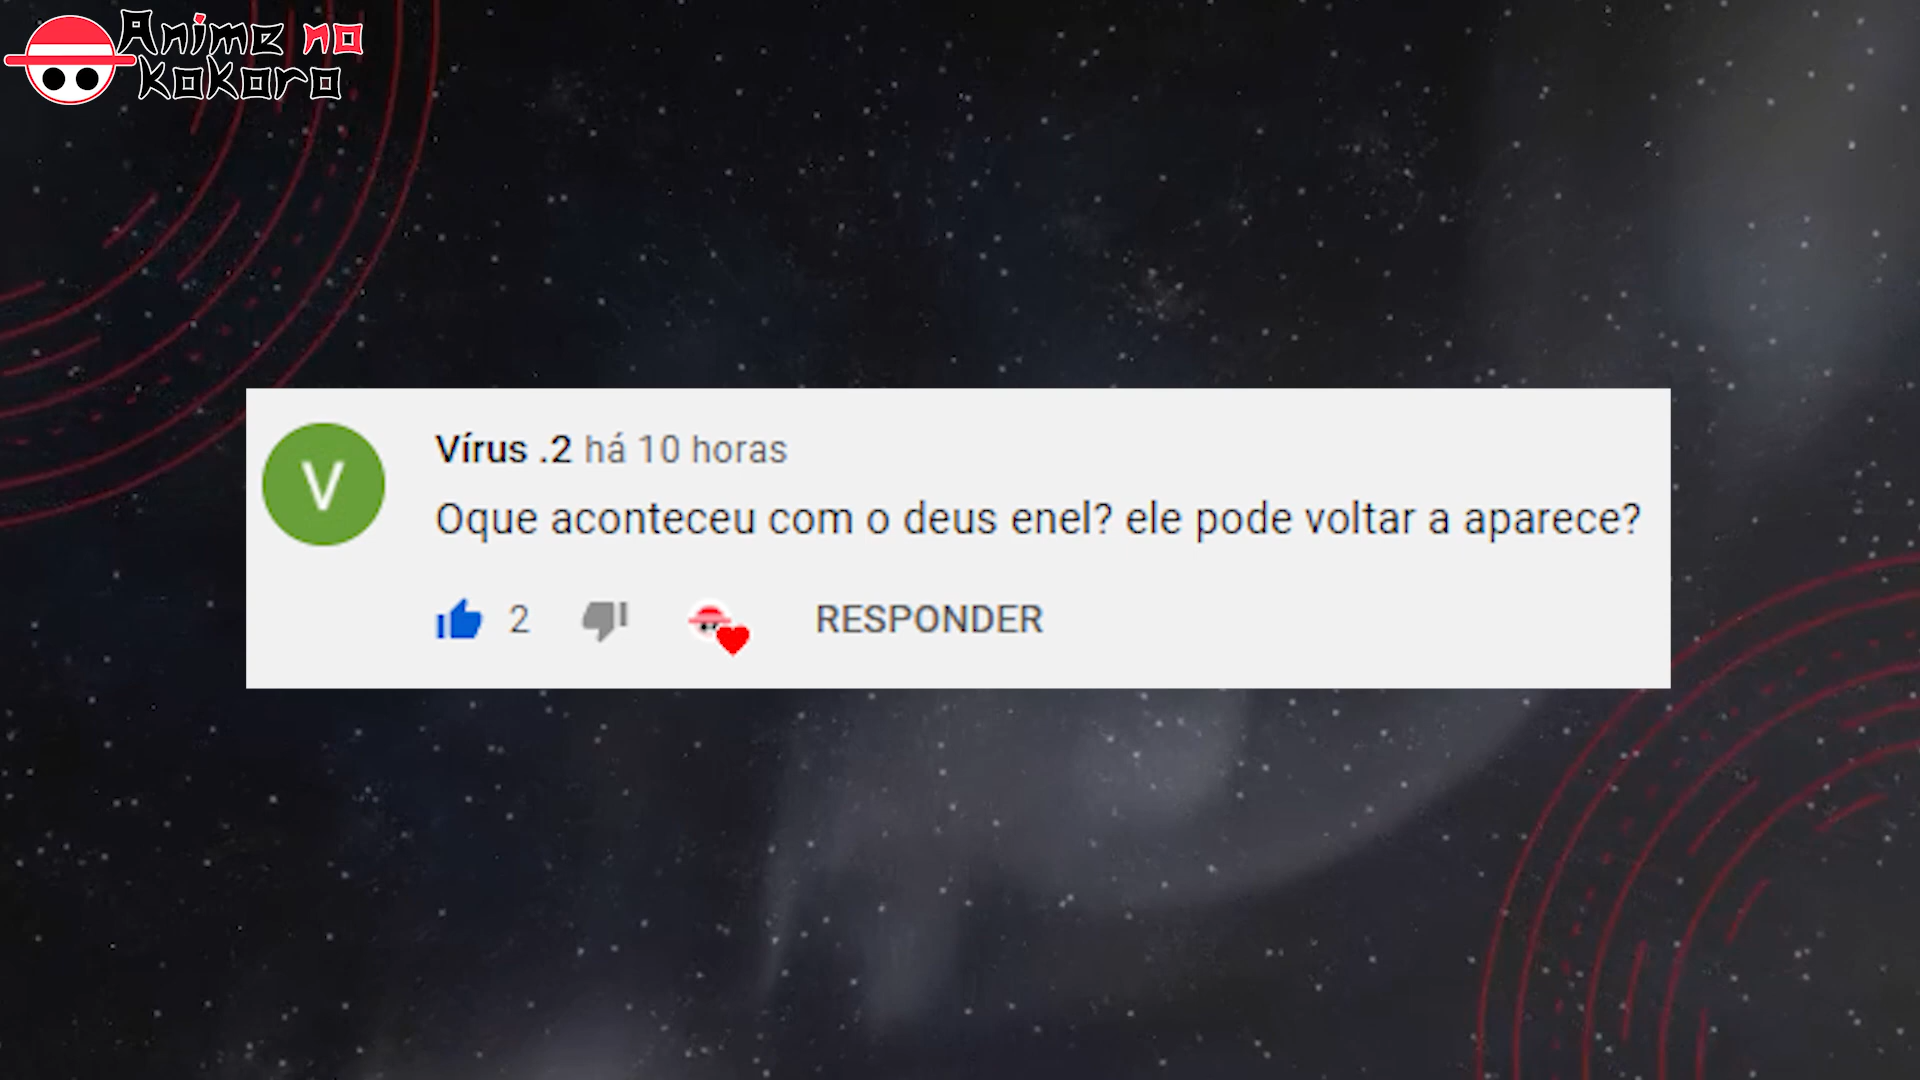 Anime no
kokoro
V
Vírus .2 há 10 horas
Oque aconteceu com o deus enel? ele pode voltar a aparece?
2
RESPONDER